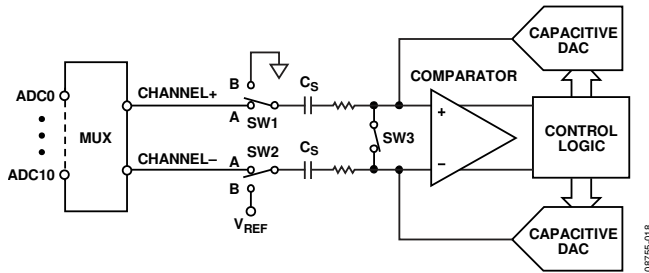 CAPACITIVE
DAC
COMPARATOR
B
CS
ADC0
CHANNEL+
A
SW1
+
MUX
SW3
CONTROL
LOGIC
CHANNEL–
A
SW2
CS
–
ADC10
B
VREF
CAPACITIVE
DAC
08755-018